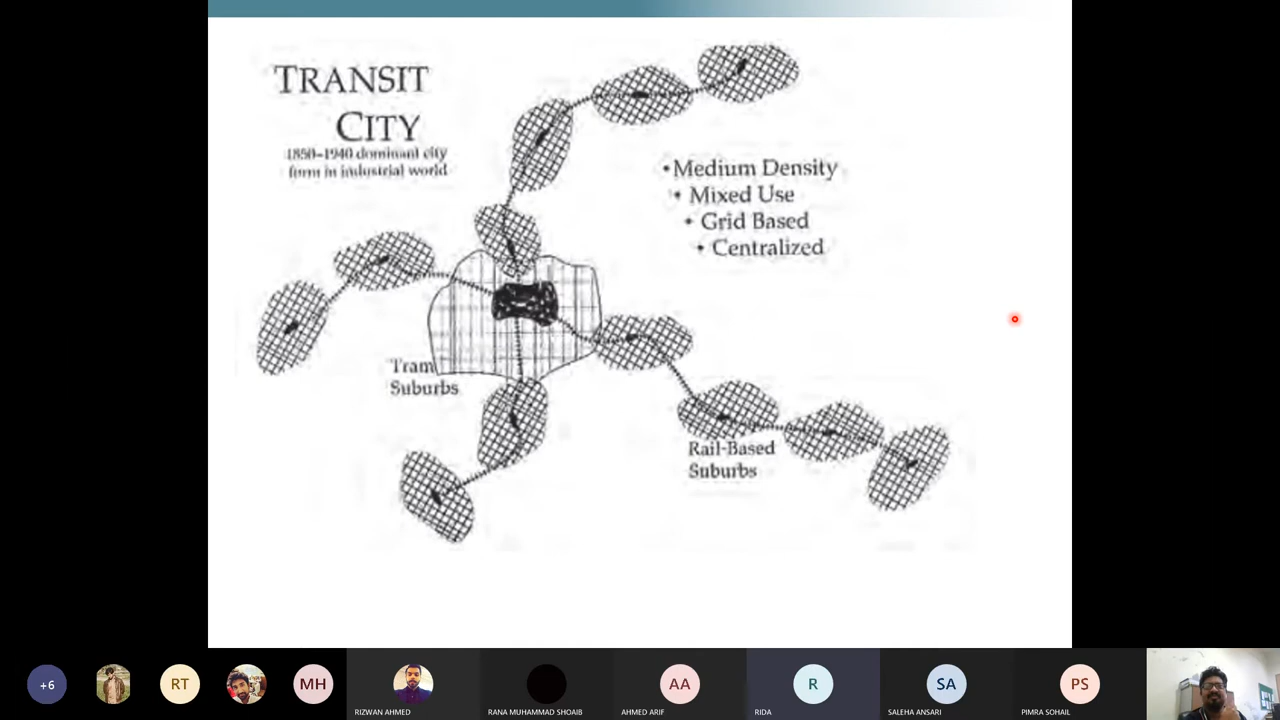 TRANSIT
CITY
1850-1940 dominant city
form in industrial world
•Medium Density
• Mixed Use
• Grid Based
• Centralized
Tram
Suburbs
Rail-Based
Suburbs
+6
RT
MH
RIZWAN AHMED
RANA MUHAMMAD SHOAIB
AA
AHMED ARIF
R
RIDA
SA
SALEHA ANSARI
PS
PIMRA SOHAIL